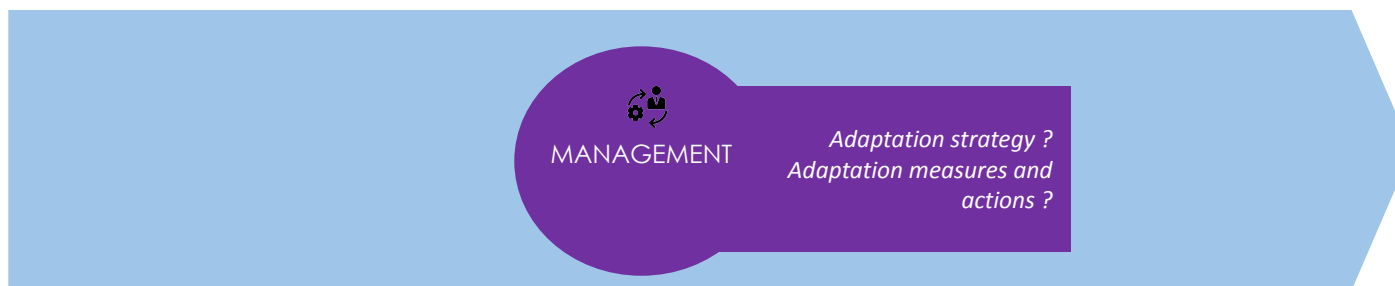 MANAGEMENT
Adaptation strategy ?
Adaptation measures and
actions ?